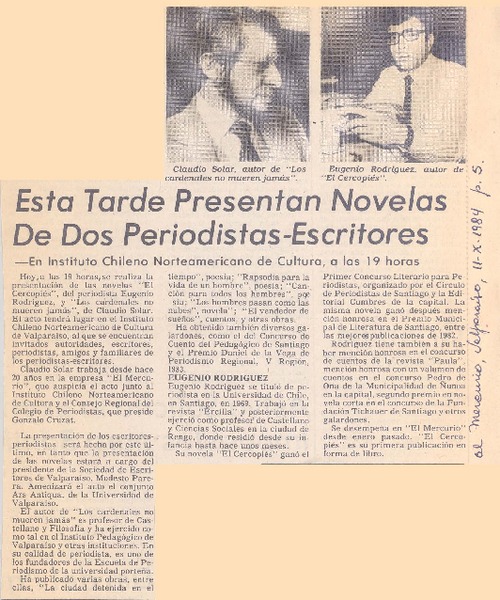 Claudio Solar, autor de "Los
cardenales no mueren jamás".
Eugenio Rodríguez, autor de
"El Cercopiés".
Esta Tarde Presentan Novelas
De Dos Periodistas-Escritores
—En Instituto Chileno Norteamericano de Cultura, a las 19 horas
Hoy, a las 19 horas, se realiza la
presentación de las novelas "El
Cercopiés", del periodista Eugenio
Rodríguez, y "Los cardenales no
mueren jamás", de Claudio Solar.
El acto tendrá lugar en el Instituto
Chileno Norteamericano de Cultura
de Valparaíso, al que se encuentran
invitados autoridades, escritores,
periodistas, amigos y familiares de
los periodistas-escritores.
Claudio Solar trabaja desde hace
20 años en la empresa "El Mercu-
rio", que auspicia el acto junto al
Instituto Chileno Norteamericano
de Cultura y el Consejo Regional del
Colegio de Periodistas, que preside
Gonzalo Cruzat.
La presentación de los escritores-
periodistas será hecha por este úl-
timo, en tanto que la presentación
de las novelas estará a cargo del
presidente de la Sociedad de Escri-
tores de Valparaíso, Modesto Pare-
ra. Amenizará el acto el conjunto
Ars Antiqua, de la Universidad de
Valparaíso.
El autor de "Los cardenales no
mueren jamás" es profesor de Cas-
tellano y Filosofía y ha ejercido co-
mo tal en el Instituto Pedagógico de
Valparaíso y otras instituciones. En
su calidad de periodista, es uno de
los fundadores de la Escuela de Pe-
riodismo de la universidad porteña.
Ha publicado varias obras, entre
ellas, "La ciudad detenida en el
tiempo", poesía; "Rapsodia para la
vida de un hombre", poesía; "Can-
ción para todos los hombres", poe-
sía; "Los hombres pasan como las
nubes", novela; y "El vendedor de
sueños", cuentos, y otras obras.
Ha obtenido también diversos ga-
lardones, como el del Concurso de
Cuento del Pedagógico de Santiago
y el Premio Daniel de la Vega de
Periodismo Regional, V Región,
1983.
EUGENIO RODRIGUEZ
Eugenio Rodríguez se tituló de pe-
riodista en la Universidad de Chile,
en Santiago, en 1969. Trabajó en la
revista "Ercilla" y posteriormente
ejerció como profesor de Castellano
y Ciencias Sociales en la ciudad de
Rengo, donde residió desde su in-
fancia hasta hace unos meses.
Su novela "El Cercopiés" ganó el
Primer Concurso Literario para Pe-
riodistas, organizado por el Círculo
de Periodistas de Santiago y la Edi-
torial Cumbres de la capital. La
misma novela ganó después men-
ción honrosa en el Premio Munici-
pal de Literatura de Santiago, entre
las mejores publicaciones de 1982.
Rodríguez tiene además a su ha-
ber mención honrosa en el concurso
de cuentos de la revista "Paula",
mención honrosa con un volumen de
cuentos en el concurso Pedro de
Oña de la Municipalidad de Ñuñoa
en la capital, segundo premio en no-
vela corta en el concurso de la Fun-
dación Tichauer de Santiago y otros
galardones.
Se desempeña en "El Mercurio"
desde enero pasado. "El Cerco-
piés" es su primera publicación en
forma de libro.
El Mercurio, Valparaíso, 11-X-1984 p. 5.